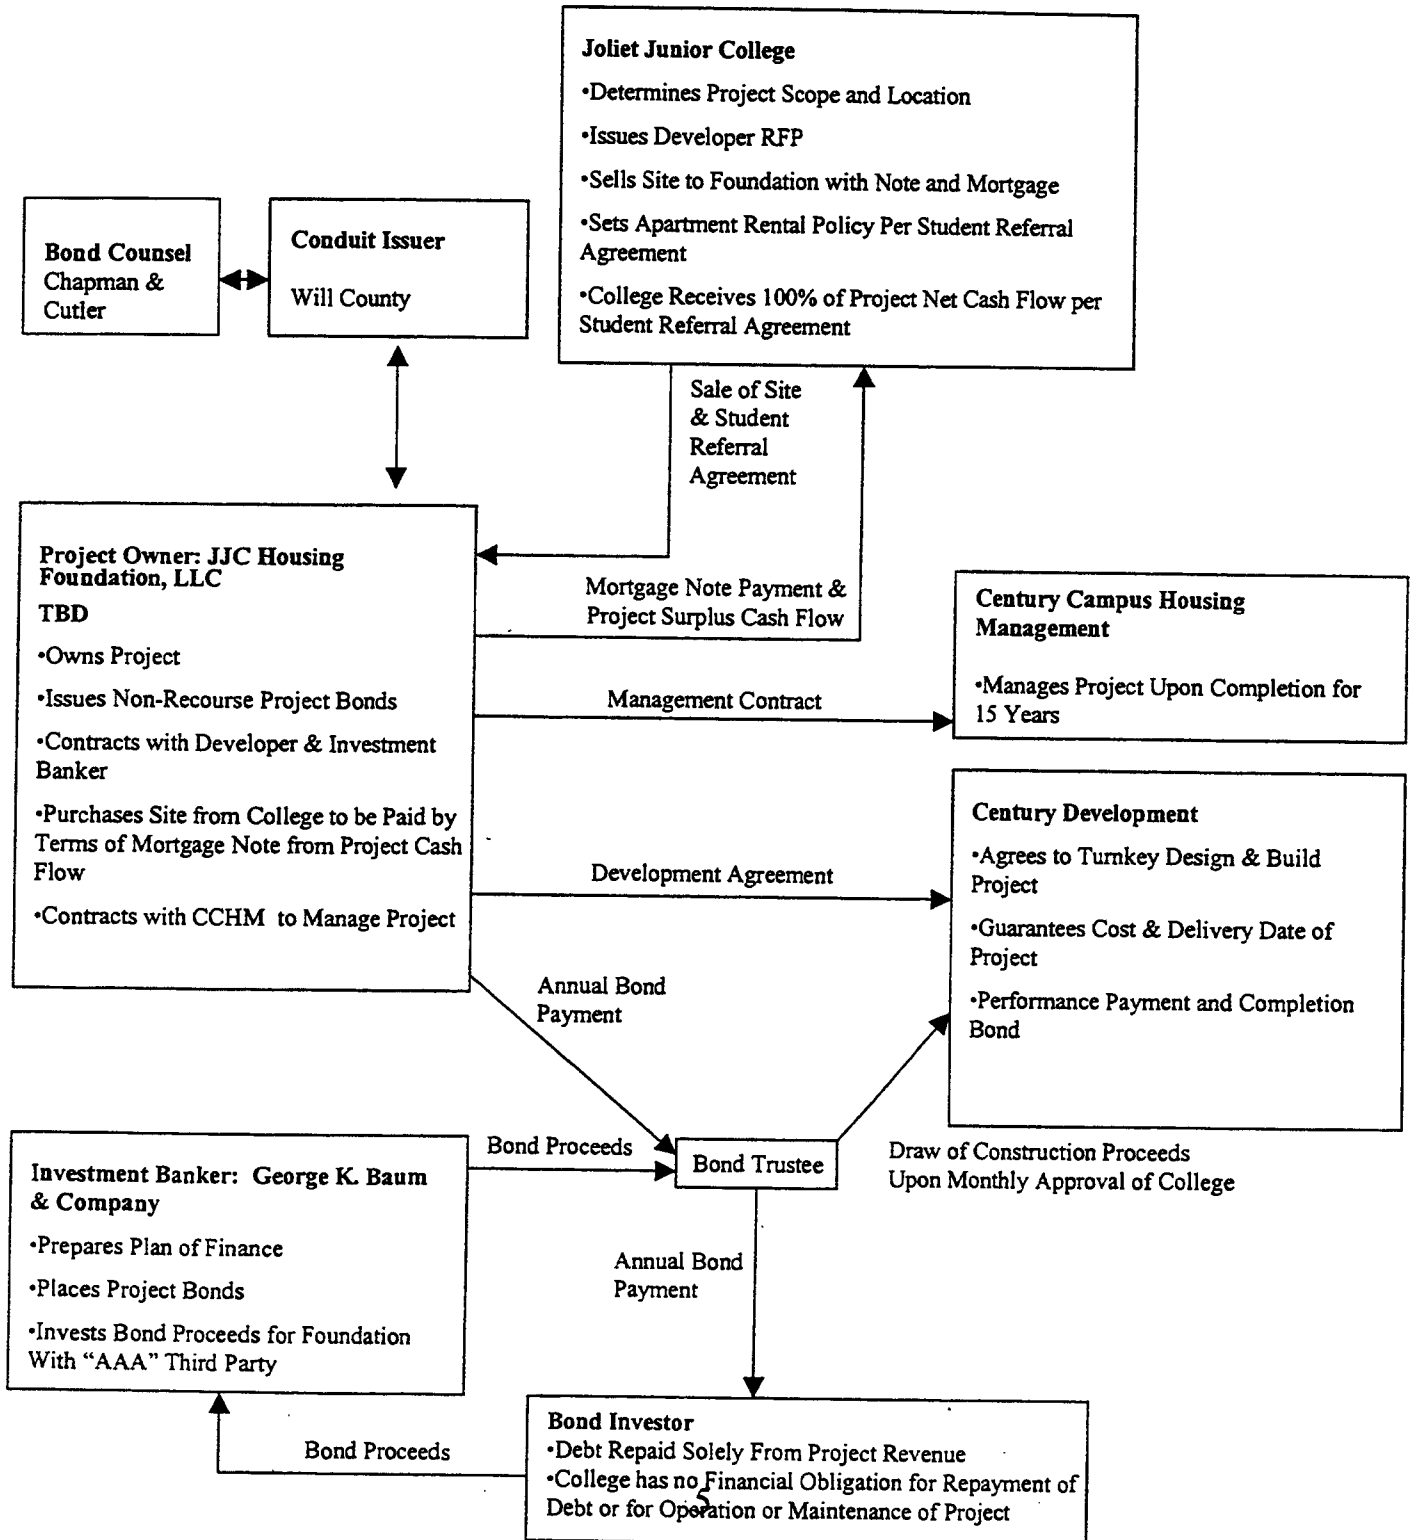 Joliet Junior College
•Determines Project Scope and Location
•Issues Developer RFP
•Sells Site to Foundation with Note and Mortgage
•Sets Apartment Rental Policy Per Student Referral
Agreement
•College Receives 100% of Project Net Cash Flow per
Student Referral Agreement
Bond Counsel
Chapman &
Cutler
Conduit Issuer
Will County
Sale of Site
& Student
Referral
Agreement
Project Owner: JJC Housing
Foundation, LLC
TBD
•Owns Project
•Issues Non-Recourse Project Bonds
•Contracts with Developer & Investment
Banker
•Purchases Site from College to be Paid by
Terms of Mortgage Note from Project Cash
Flow
•Contracts with CCHM to Manage Project
Mortgage Note Payment &
Project Surplus Cash Flow
Management Contract
Century Campus Housing
Management
•Manages Project Upon Completion for
15 Years
Development Agreement
Century Development
•Agrees to Turnkey Design & Build
Project
•Guarantees Cost & Delivery Date of
Project
•Performance Payment and Completion
Bond
Annual Bond
Payment
Investment Banker: George K. Baum
& Company
•Prepares Plan of Finance
•Places Project Bonds
•Invests Bond Proceeds for Foundation
With “AAA” Third Party
Bond Proceeds
Bond Trustee
Draw of Construction Proceeds
Upon Monthly Approval of College
Annual Bond
Payment
Bond Proceeds
Bond Investor
•Debt Repaid Solely From Project Revenue
•College has no Financial Obligation for Repayment of
Debt or for Operation or Maintenance of Project
5